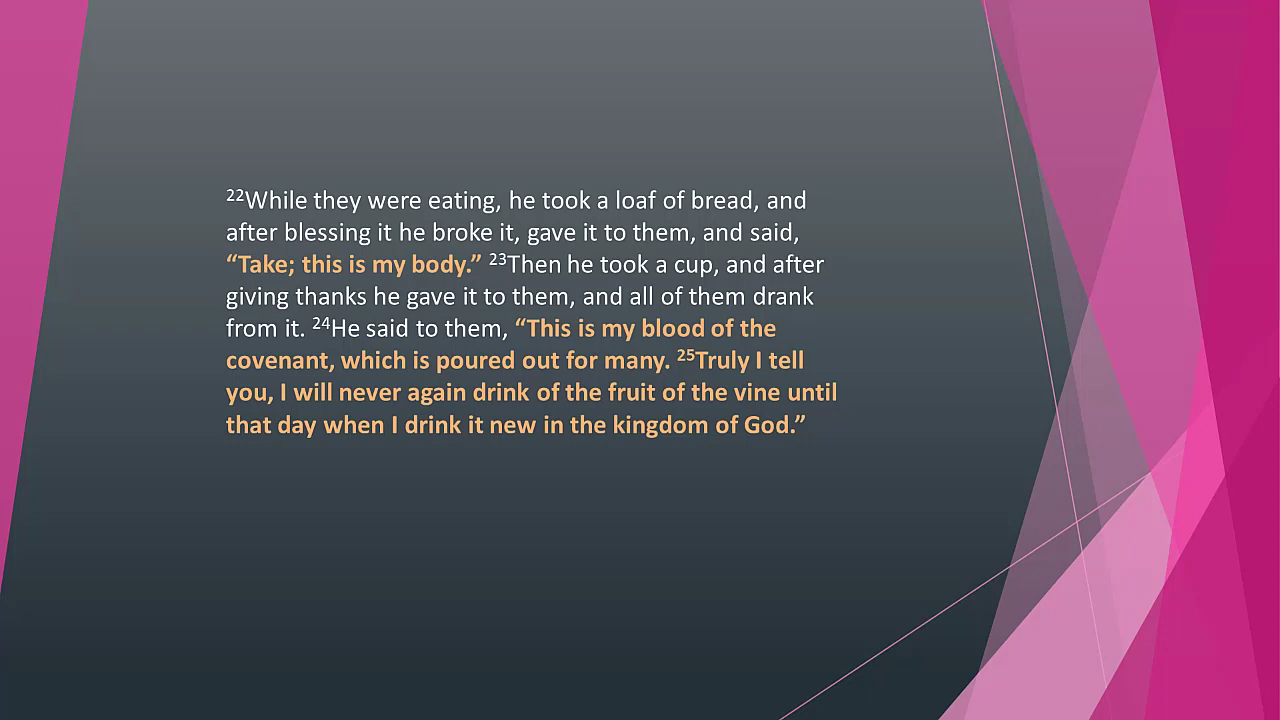 ²²While they were eating, he took a loaf of bread, and
after blessing it he broke it, gave it to them, and said,
“Take; this is my body.” ²³Then he took a cup, and after
giving thanks he gave it to them, and all of them drank
from it. ²⁴He said to them, “This is my blood of the
covenant, which is poured out for many. ²⁵Truly I tell
you, I will never again drink of the fruit of the vine until
that day when I drink it new in the kingdom of God.”